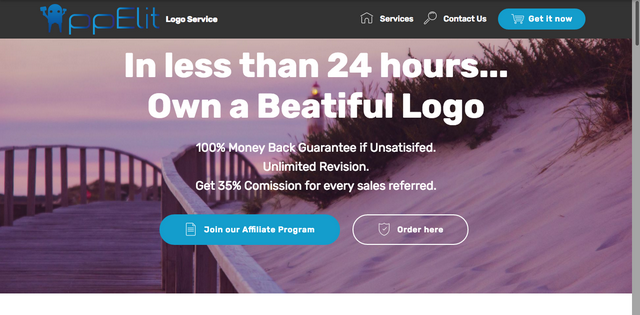 AppElit
Logo Service
Services
Contact Us
Get it now
In less than 24 hours...
Own a Beatiful Logo
100% Money Back Guarantee if Unsatisifed.
Unlimited Revision.
Get 35% Comission for every sales referred.
Join our Affiliate Program
Order here